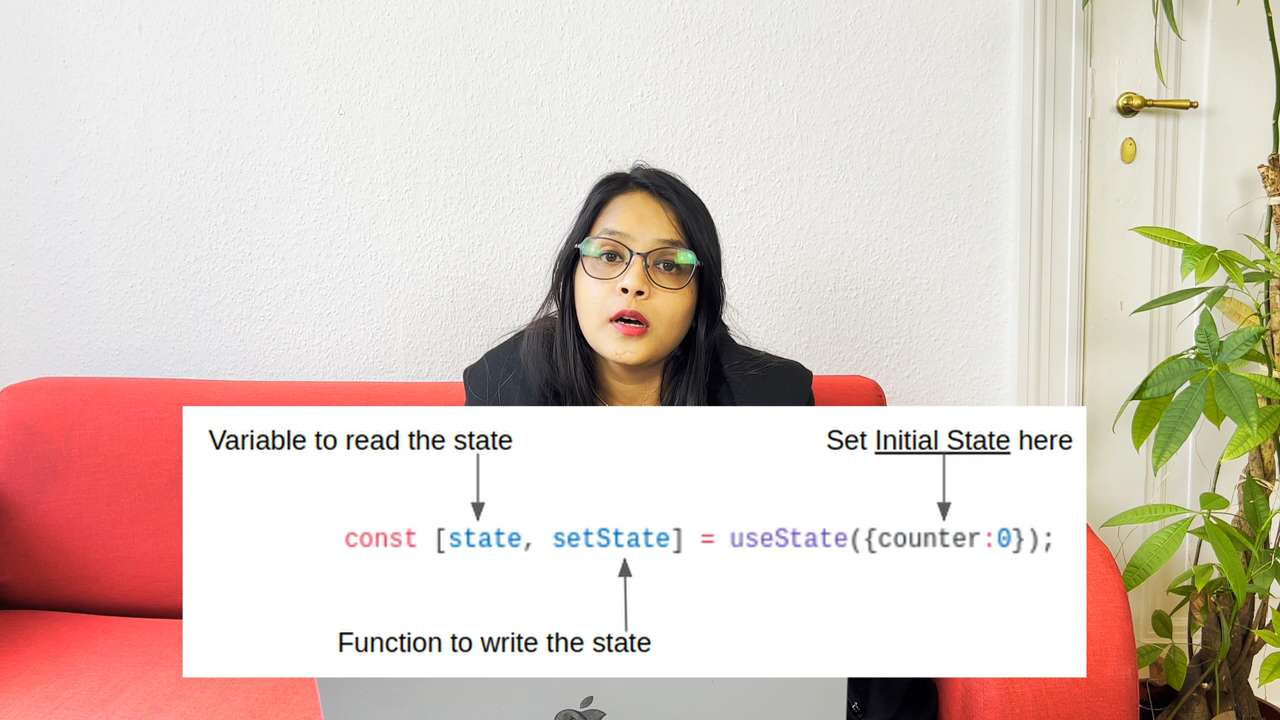 Variable to read the state
Set Initial State here
const [state, setState] = useState({counter:0});
Function to write the state